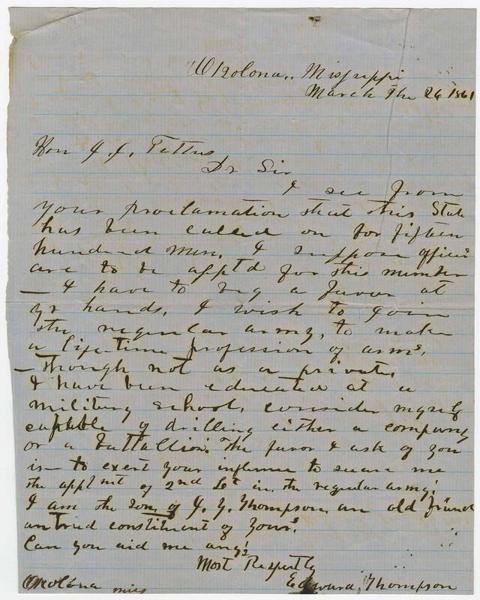 Okolona, Missippi
March the 26 1861
Hon J. J. Pettus
Dr Sir
I see from
your proclamation that this State
has been called on for fifteen
hundred men. I suppose officers
are to be apptd for this number
— I have to beg a favor at
yr hands. I wish to join
the regular army, to make
a life-time profession of arms,
— though not as a private.
I have been educated at a
military school, consider myself
capable of drilling either a company
or a battallion. The favor I ask of you
is to exert your influence to secure me
the apptmt of 2nd Lt in the regular army!
I am the son of J. Y. Thompson, an old friend
an tried constituent of yours.
Can you aid me any?
Most Respectly
Edward Thompson
Okolona miss